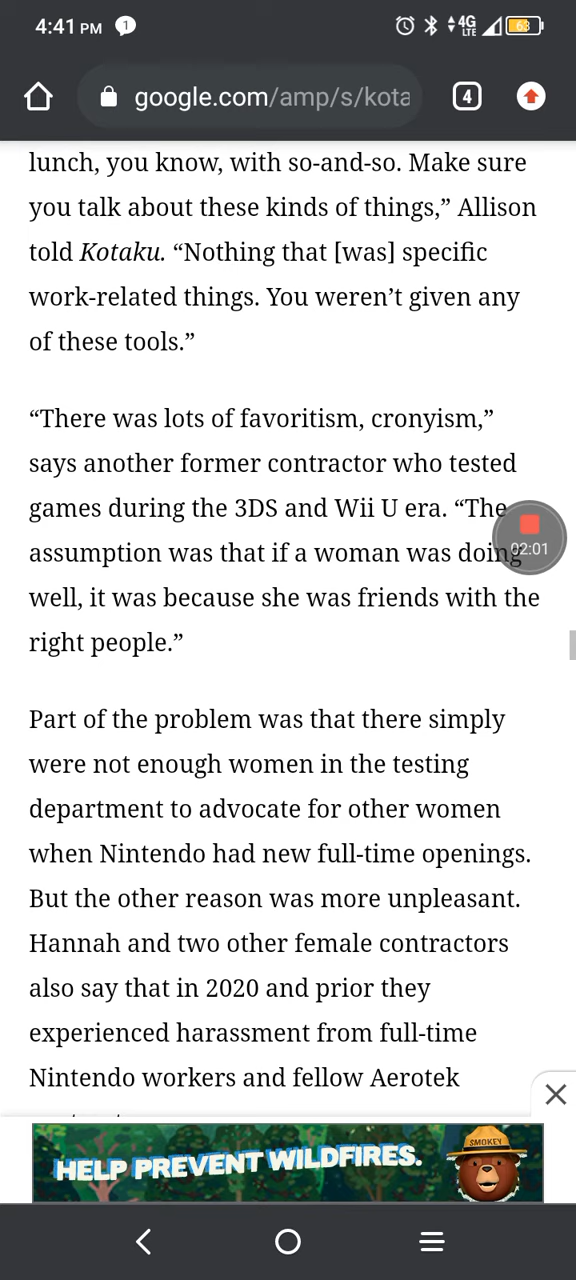 4:41 PM 1 4G LTE 63
google.com/amp/s/kota 4
lunch, you know, with so-and-so. Make sure
you talk about these kinds of things,” Allison
told Kotaku. “Nothing that [was] specific
work-related things. You weren’t given any
of these tools.”
“There was lots of favoritism, cronyism,”
says another former contractor who tested
games during the 3DS and Wii U era. “The
assumption was that if a woman was doing
02:01
well, it was because she was friends with the
right people.”
Part of the problem was that there simply
were not enough women in the testing
department to advocate for other women
when Nintendo had new full-time openings.
But the other reason was more unpleasant.
Hannah and two other female contractors
also say that in 2020 and prior they
experienced harassment from full-time
Nintendo workers and fellow Aerotek
HELP PREVENT WILDFIRES.
SMOKEY